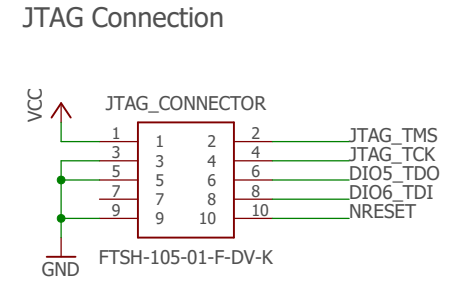 JTAG Connection
VCC
JTAG_CONNECTOR
1 1 2 2 JTAG_TMS
3 3 4 4 JTAG_TCK
5 5 6 6 DIO5_TDO
7 7 8 8 DIO6_TDI
9 9 10 10 NRESET
GND
FTSH-105-01-F-DV-K